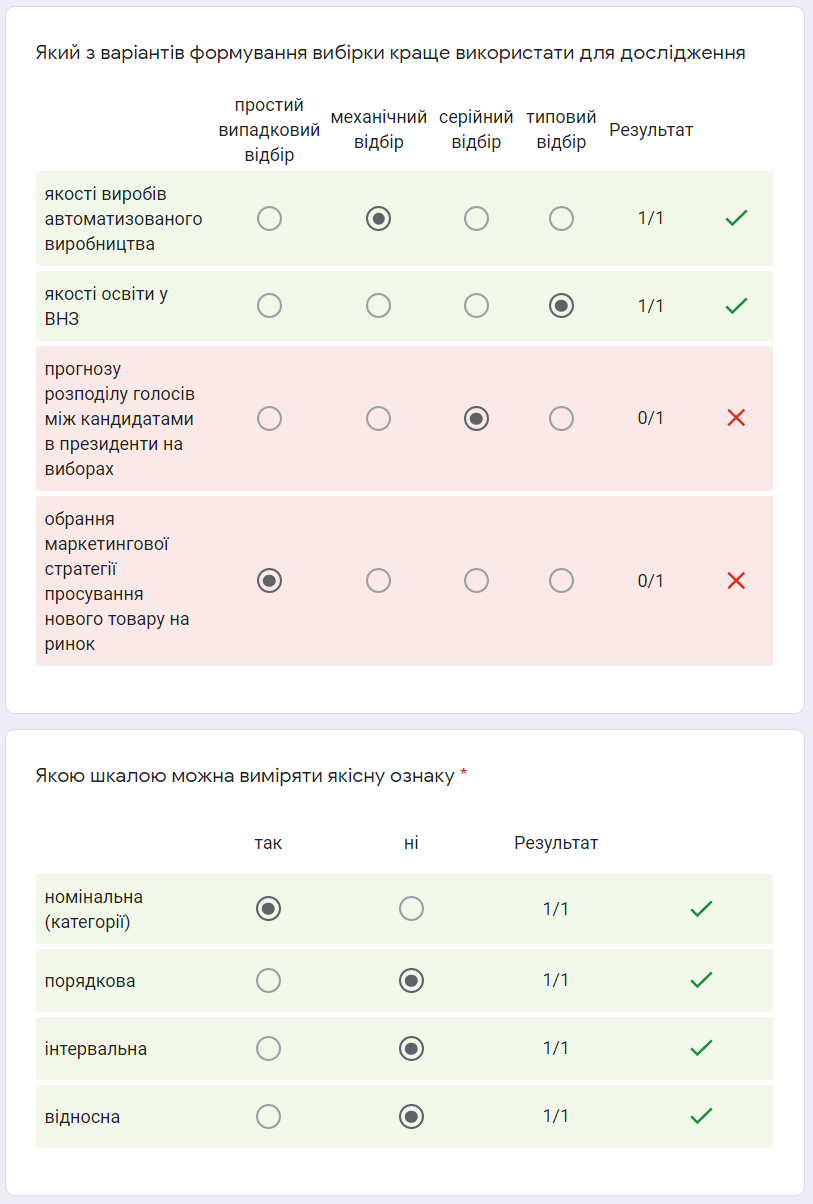 Який з варіантів формування вибірки краще використати для дослідження
простий
випадковий
відбір
механічний
відбір
серійний
відбір
типовий
відбір
Результат
якості виробів
автоматизованого
виробництва
1/1
якості освіти у
ВНЗ
1/1
прогнозу
розподілу голосів
між кандидатами
в президенти на
виборах
0/1
обрання
маркетингової
стратегії
просування
нового товару на
ринок
0/1
Якою шкалою можна виміряти якісну ознаку *
так
ні
Результат
номінальна
(категорії)
1/1
порядкова
1/1
інтервальна
1/1
відносна
1/1